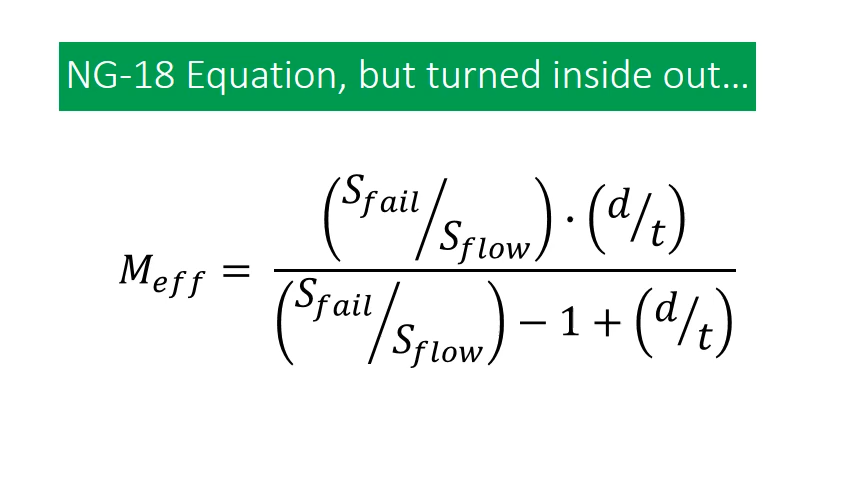 NG-18 Equation, but turned inside out...
M_eff = ((S_fail/S_flow) · (d/t)) / ((S_fail/S_flow) − 1 + (d/t))